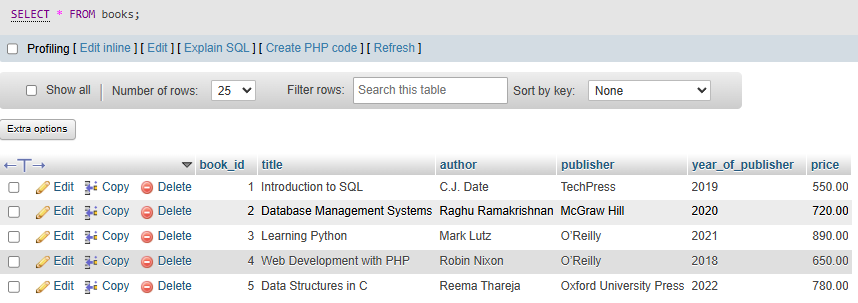 SELECT * FROM books;
Profiling [ Edit inline ] [ Edit ] [ Explain SQL ] [ Create PHP code ] [ Refresh ]
Show all Number of rows: 25 Filter rows: Search this table Sort by key: None
Extra options
←T→ book_id title author publisher year_of_publisher price
Edit Copy Delete 1 Introduction to SQL C.J. Date TechPress 2019 550.00
Edit Copy Delete 2 Database Management Systems Raghu Ramakrishnan McGraw Hill 2020 720.00
Edit Copy Delete 3 Learning Python Mark Lutz O'Reilly 2021 890.00
Edit Copy Delete 4 Web Development with PHP Robin Nixon O'Reilly 2018 650.00
Edit Copy Delete 5 Data Structures in C Reema Thareja Oxford University Press 2022 780.00